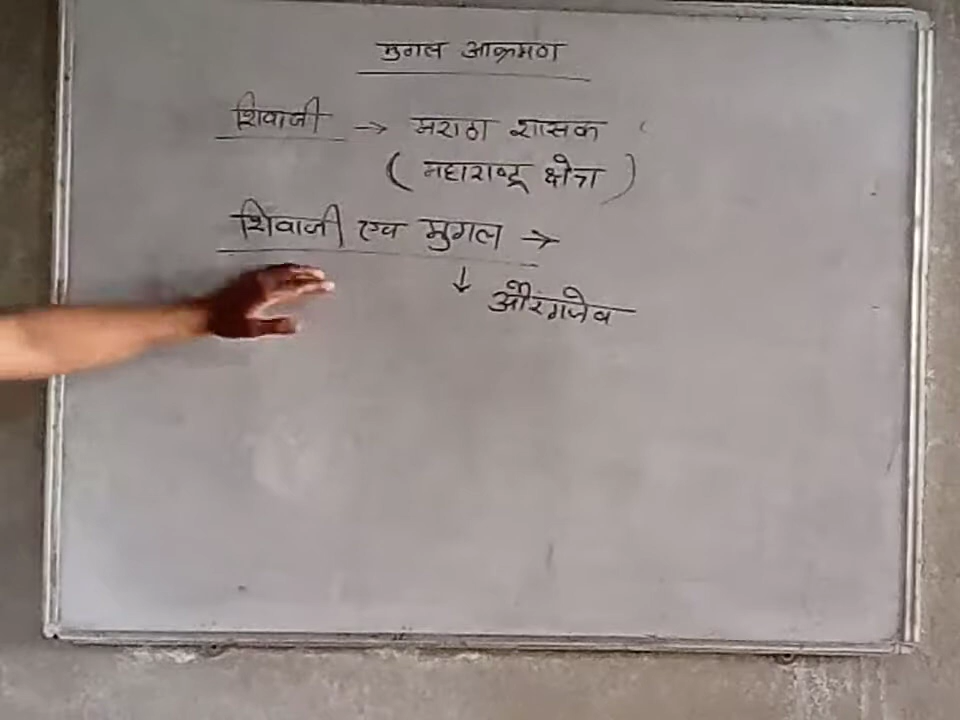 मुगल आक्रमण
शिवाजी → मराठा शासक
( महाराष्ट्र क्षेत्र )
शिवाजी एव मुगल →
↓ औरंगजेव